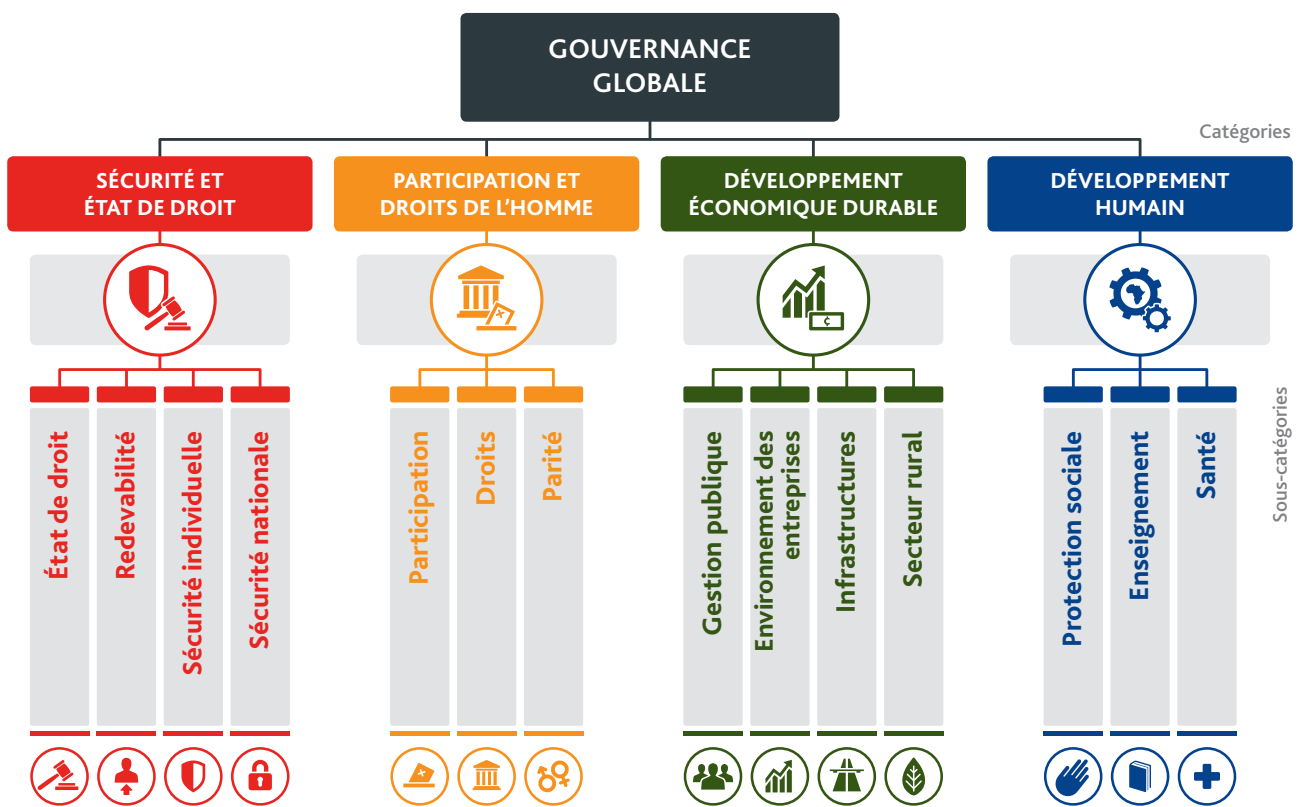 GOUVERNANCE
GLOBALE
Catégories
SÉCURITÉ ET
ÉTAT DE DROIT
PARTICIPATION ET
DROITS DE L'HOMME
DÉVELOPPEMENT
ÉCONOMIQUE DURABLE
DÉVELOPPEMENT
HUMAIN
¢
Sous-catégories
État de droit
Redevabilité
Sécurité individuelle
Sécurité nationale
Participation
Droits
Parité
Gestion publique
Environnement des
entreprises
Infrastructures
Secteur rural
Protection sociale
Enseignement
Santé